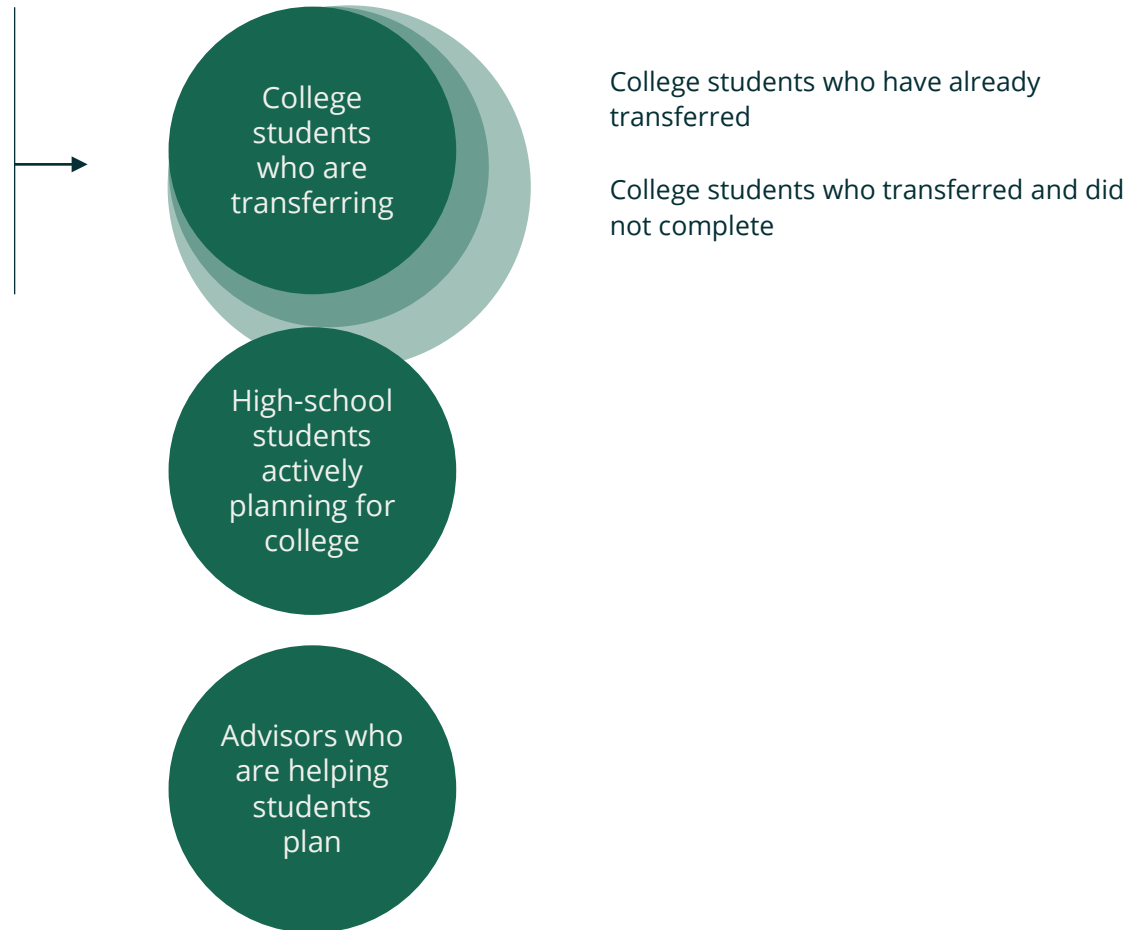 College
students
who are
transferring
College students who have already
transferred
College students who transferred and did
not complete
High-school
students
actively
planning for
college
Advisors who
are helping
students
plan